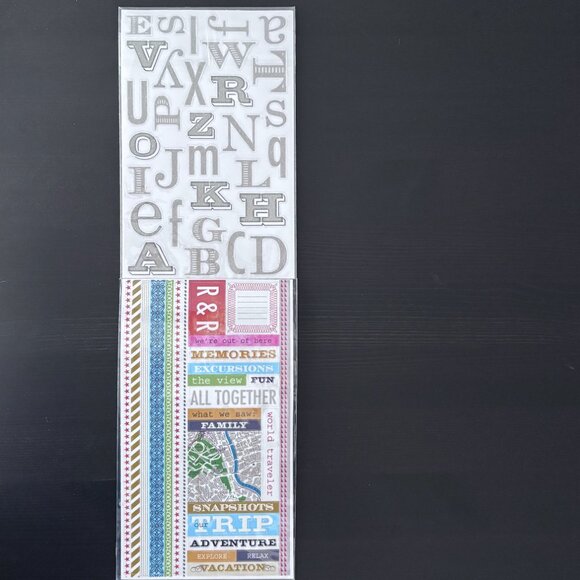 E S l f a
V y X W T
U P R S
O Z N q
I J m L
e f K H
A G B C D
R & R
we're out of here
MEMORIES
EXCURSIONS
the view FUN
ALL TOGETHER
what we saw?
FAMILY
world traveler
SNAPSHOTS
our TRIP
ADVENTURE
EXPLORE RELAX
VACATION